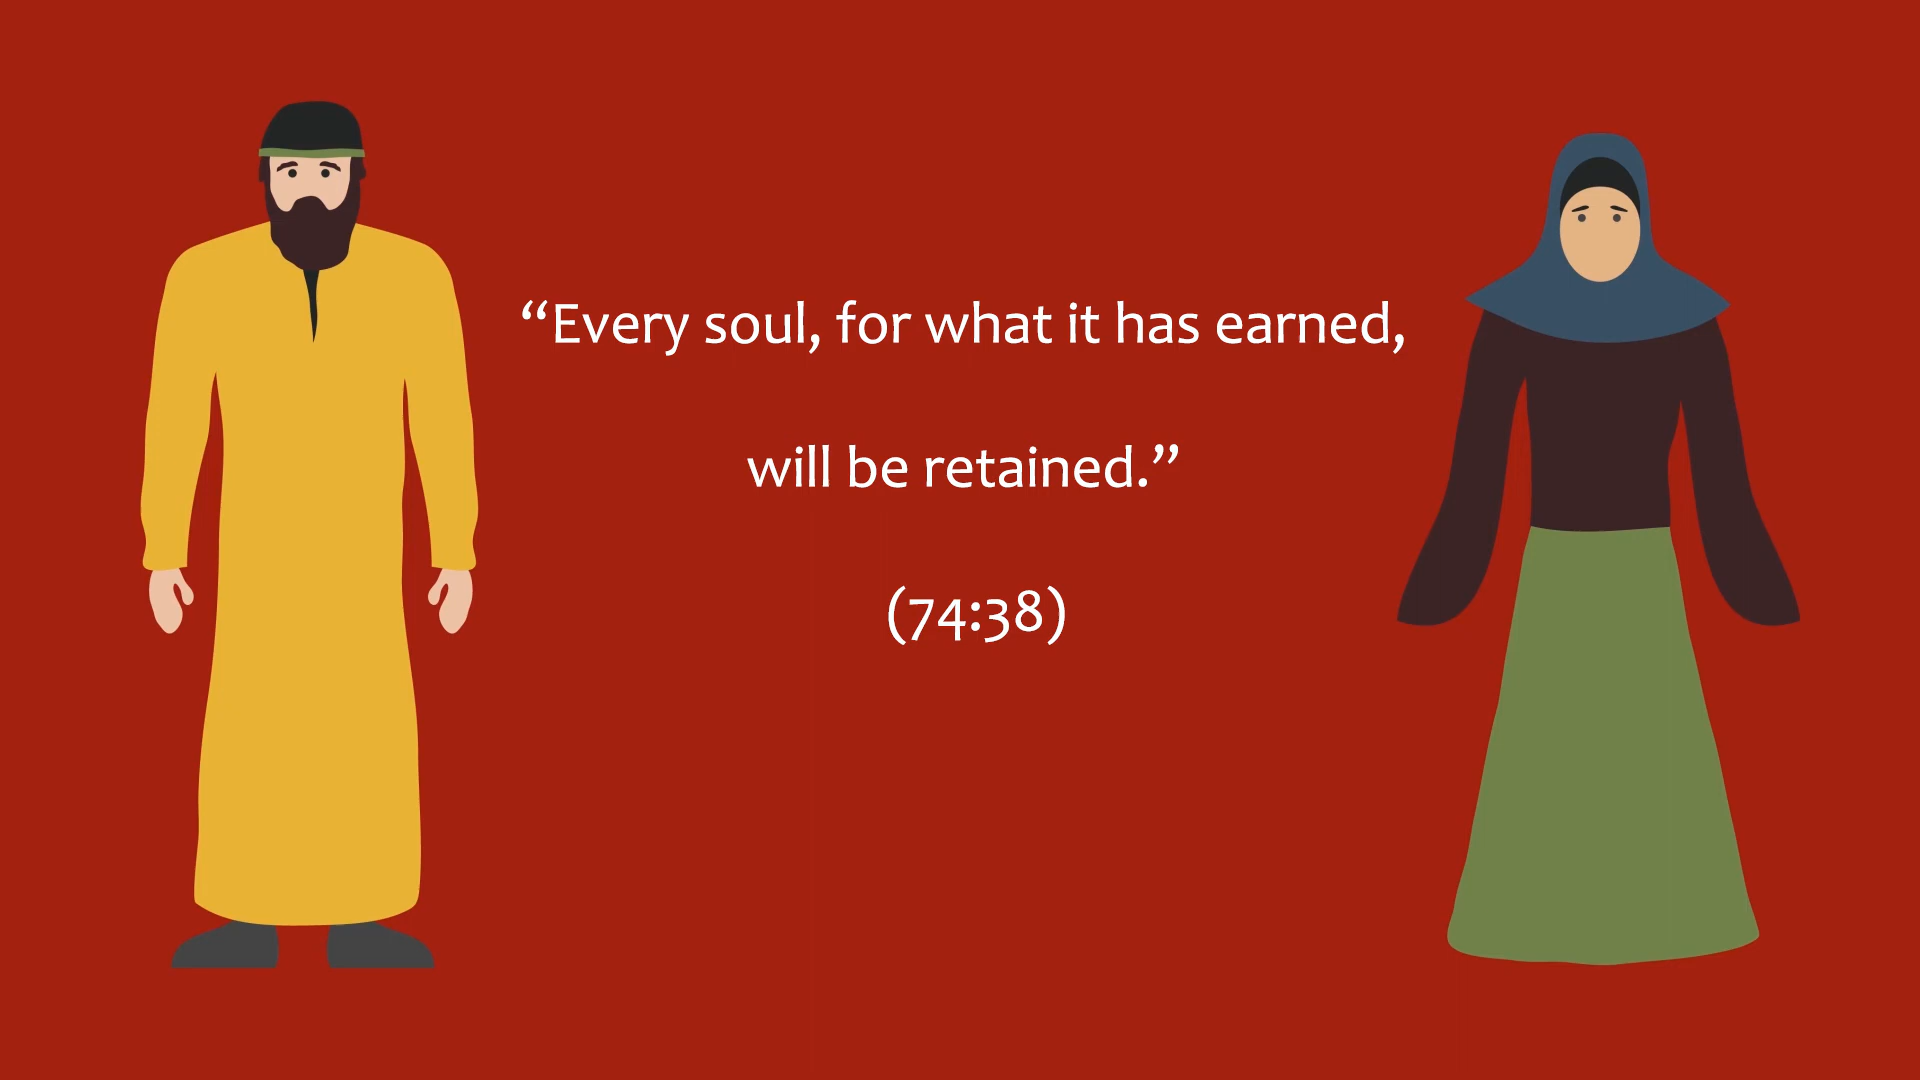 “Every soul, for what it has earned,
will be retained.”
(74:38)